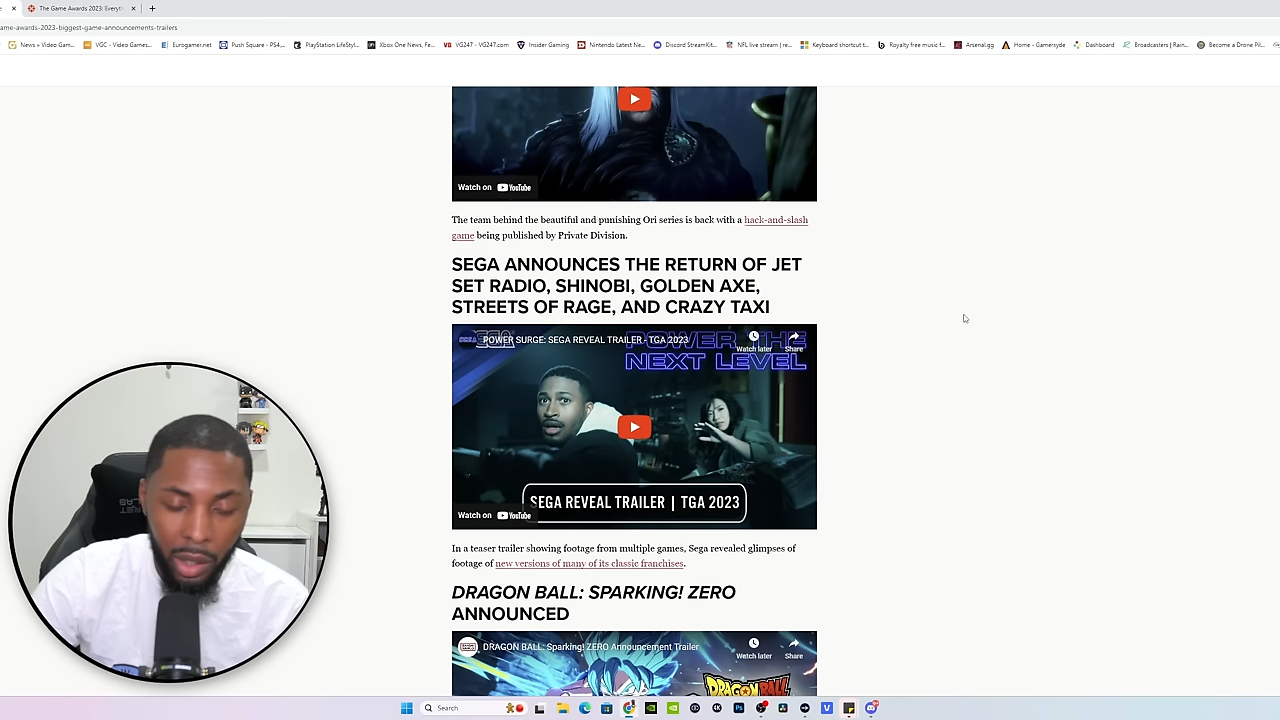 The Game Awards 2023: Everyth
ame-awards-2023-biggest-game-announcements-trailers
News » Video Gam...
VGC - Video Games...
Eurogamer.net
Push Square - PS4,...
PlayStation LifeStyl...
Xbox One News, Fe...
VG247 - VG247.com
Insider Gaming
Nintendo Latest Ne...
Discord StreamKit...
NFL live stream | re...
Keyboard shortcut t...
Royalty free music f...
Arsenal.gg
Home - Gamersyde
Dashboard
Broadcasters | Rain...
Become a Drone Pil...
Watch on YouTube
The team behind the beautiful and punishing Ori series is back with a hack-and-slash
game being published by Private Division.
SEGA ANNOUNCES THE RETURN OF JET
SET RADIO, SHINOBI, GOLDEN AXE,
STREETS OF RAGE, AND CRAZY TAXI
POWER SURGE: SEGA REVEAL TRAILER - TGA 2023
Watch later
Share
POWER THE
NEXT LEVEL
SEGA REVEAL TRAILER | TGA 2023
Watch on YouTube
In a teaser trailer showing footage from multiple games, Sega revealed glimpses of
footage of new versions of many of its classic franchises.
DRAGON BALL: SPARKING! ZERO
ANNOUNCED
DRAGON BALL: Sparking! ZERO Announcement Trailer
Watch later
Share
DRAGON BALL
Search